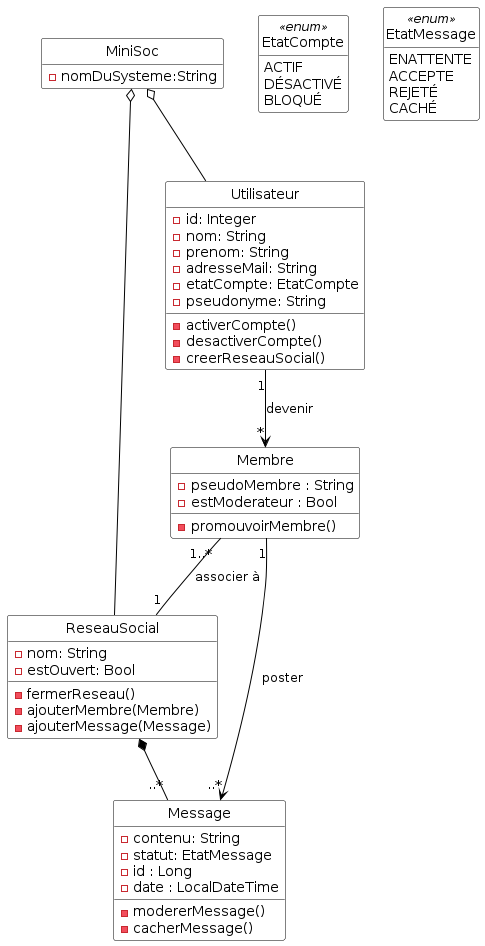 MiniSoc
nomDuSysteme:String
«enum»
EtatCompte
ACTIF
DÉSACTIVÉ
BLOQUÉ
«enum»
EtatMessage
ENATTENTE
ACCEPTE
REJETÉ
CACHÉ
Utilisateur
id: Integer
nom: String
prenom: String
adresseMail: String
etatCompte: EtatCompte
pseudonyme: String
activerCompte()
desactiverCompte()
creerReseauSocial()
1
devenir
*
Membre
pseudoMembre : String
estModerateur : Bool
promouvoirMembre()
1..*
1
associer à
1
ReseauSocial
nom: String
estOuvert: Bool
fermerReseau()
ajouterMembre(Membre)
ajouterMessage(Message)
poster
..*
..*
Message
contenu: String
statut: EtatMessage
id : Long
date : LocalDateTime
modererMessage()
cacherMessage()